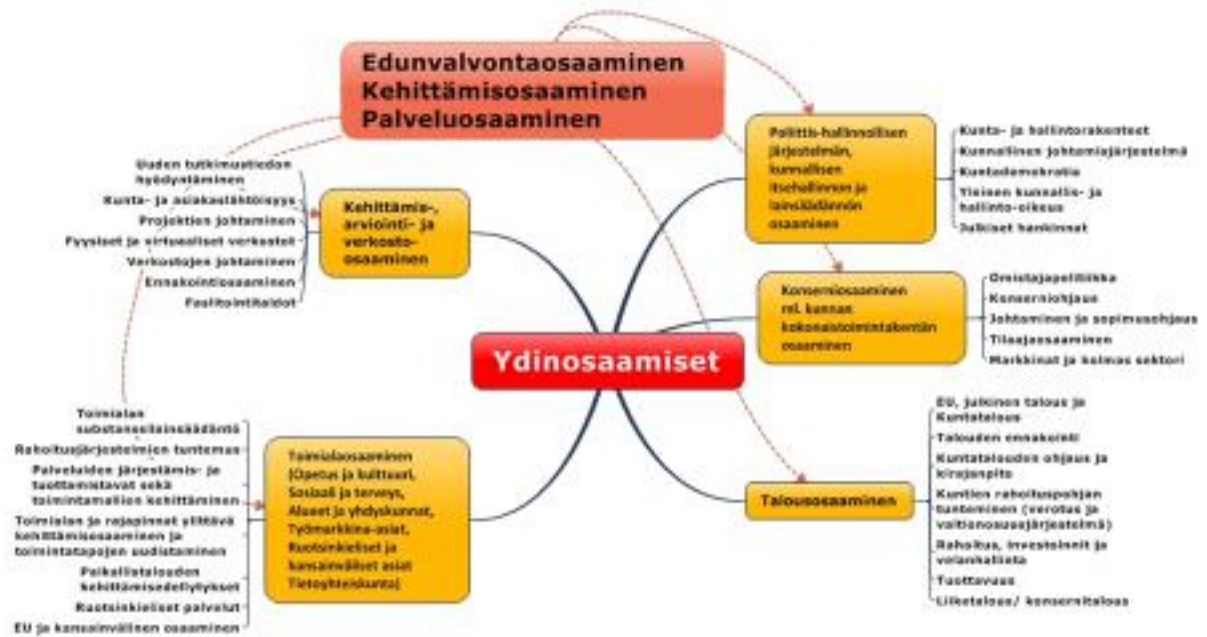 Edunvalvontaosaaminen
Kehittämisosaaminen
Palveluosaaminen
Uuden tutkimustiedon
hyödyntäminen
Kunta- ja asiakaslähtöisyys
Projektien johtaminen
Fyysiset ja virtuaaliset verkostot
Verkostojen johtaminen
Ennakointiosaaminen
Fasilitointitaidot
Kehittämis-,
arviointi- ja
verkosto-
osaaminen
Poliittis-hallinnollisen
järjestelmän,
kunnallisen
itsehallinnon ja
lainsäädännön
osaaminen
Kunta- ja hallintorakenteet
Kunnallinen johtamisjärjestelmä
Kuntademokratia
Yleinen kunnallis- ja
hallinto-oikeus
Julkiset hankinnat
Konserniosaaminen
ml. kunnan
kokonaistoimintakentän
osaaminen
Omistajapolitiikka
Konserniohjaus
Johtaminen ja sopimusohjaus
Tilaajaosaaminen
Markkinat ja kolmas sektori
Ydinosaamiset
Toimialan
substanssilainsäädäntö
Rahoitusjärjestelmien tuntemus
Palveluiden järjestämis- ja
tuottamistavat sekä
toimintamallien kehittäminen
Toimialan ja rajapinnat ylittävä
kehittämisosaaminen ja
toimintatapojen uudistaminen
Paikallistalouden
kehittämisedellytykset
Ruotsinkieliset palvelut
EU ja kansainvälinen osaaminen
Toimialaosaaminen
(Opetus ja kulttuuri,
Sosiaali ja terveys,
Alueet ja yhdyskunnat,
Työmarkkina-asiat,
Ruotsinkieliset ja
kansainväliset asiat
Tietoyhteiskunta)
Talousosaaminen
EU, julkinen talous ja
Kuntatalous
Talouden ennakointi
Kuntatalouden ohjaus ja
kirjanpito
Kuntien rahoituspohjan
tunteminen (verotus ja
valtionosuusjärjestelmä)
Rahoitus, investoinnit ja
velanhallinta
Tuottavuus
Liiketalous/ konsernitalous